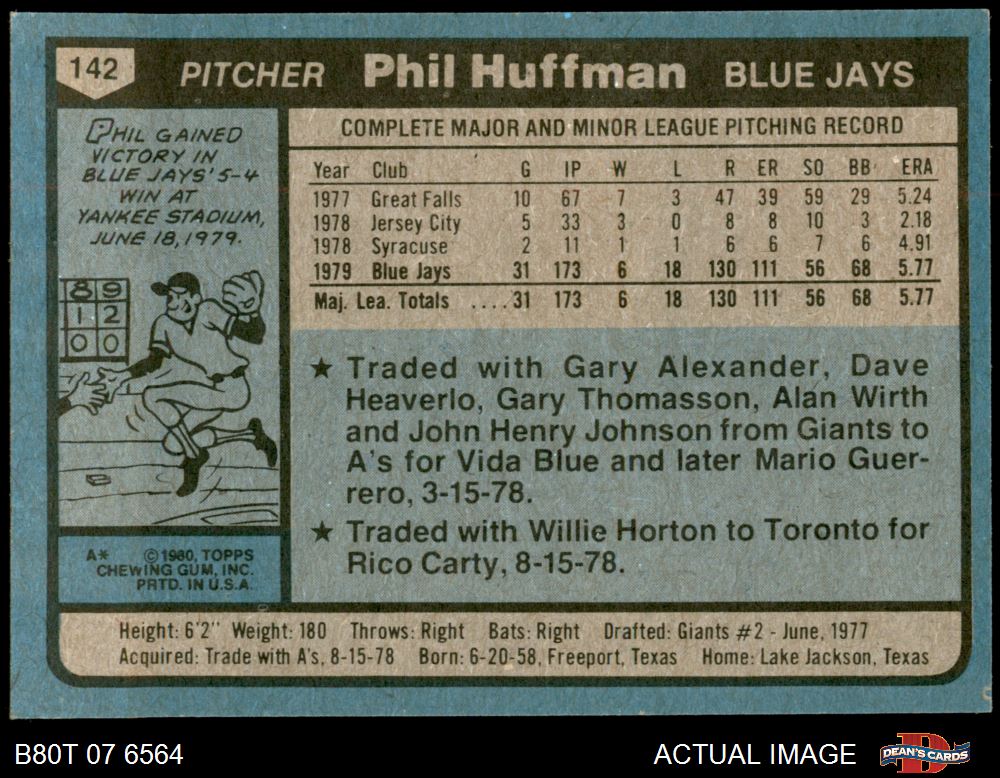 142 PITCHER Phil Huffman BLUE JAYS
PHIL GAINED
VICTORY IN
BLUE JAYS' 5-4
WIN AT
YANKEE STADIUM,
JUNE 18, 1979.
8 9
1 2
0 0
A* ©1980, TOPPS
CHEWING GUM, INC.
PRTD. IN U.S.A.
COMPLETE MAJOR AND MINOR LEAGUE PITCHING RECORD
Year Club G IP W L R ER SO BB ERA
1977 Great Falls 10 67 7 3 47 39 59 29 5.24
1978 Jersey City 5 33 3 0 8 8 10 3 2.18
1978 Syracuse 2 11 1 1 6 6 7 6 4.91
1979 Blue Jays 31 173 6 18 130 111 56 68 5.77
Maj. Lea. Totals ....31 173 6 18 130 111 56 68 5.77
★ Traded with Gary Alexander, Dave
Heaverlo, Gary Thomasson, Alan Wirth
and John Henry Johnson from Giants to
A's for Vida Blue and later Mario Guer-
rero, 3-15-78.
★ Traded with Willie Horton to Toronto for
Rico Carty, 8-15-78.
Height: 6'2" Weight: 180 Throws: Right Bats: Right Drafted: Giants #2 - June, 1977
Acquired: Trade with A's, 8-15-78 Born: 6-20-58, Freeport, Texas Home: Lake Jackson, Texas
B80T 07 6564
ACTUAL IMAGE
DEAN'S CARDS